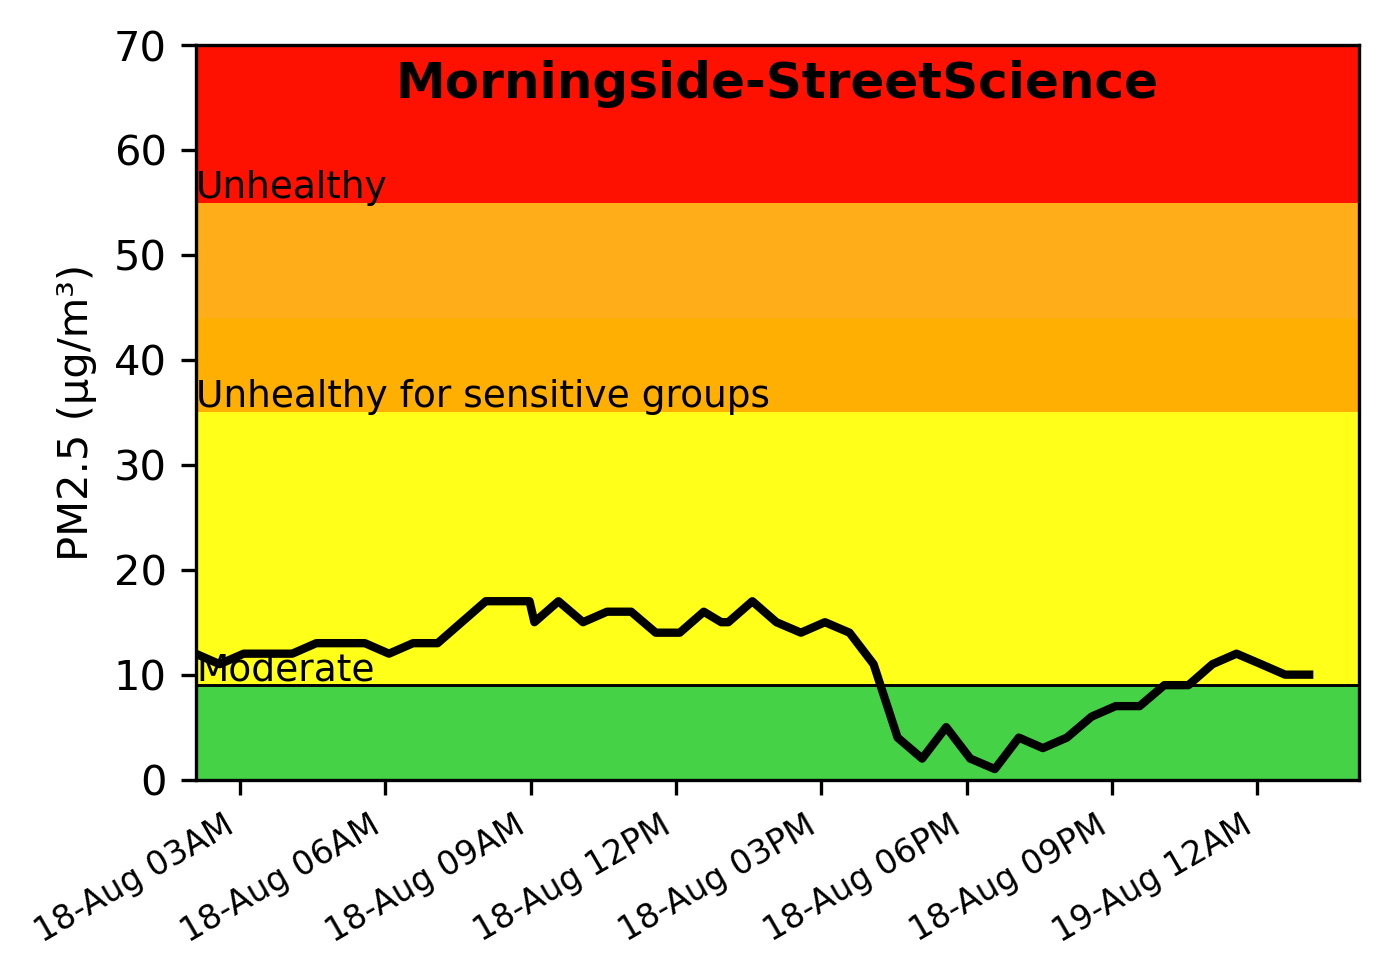 Morningside-StreetScience
PM2.5 (µg/m³)
70
60
50
40
30
20
10
0
Unhealthy
Unhealthy for sensitive groups
Moderate
18-Aug 03AM
18-Aug 06AM
18-Aug 09AM
18-Aug 12PM
18-Aug 03PM
18-Aug 06PM
18-Aug 09PM
19-Aug 12AM